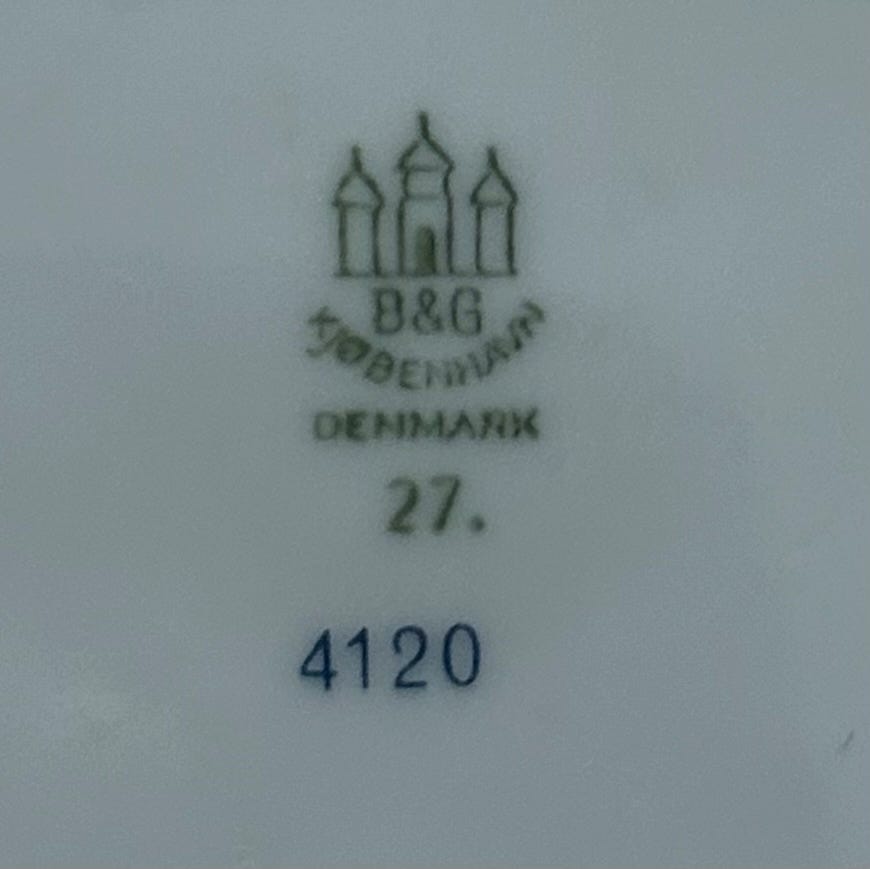 B&G
KJØBENHAVN
DENMARK
27.
4120